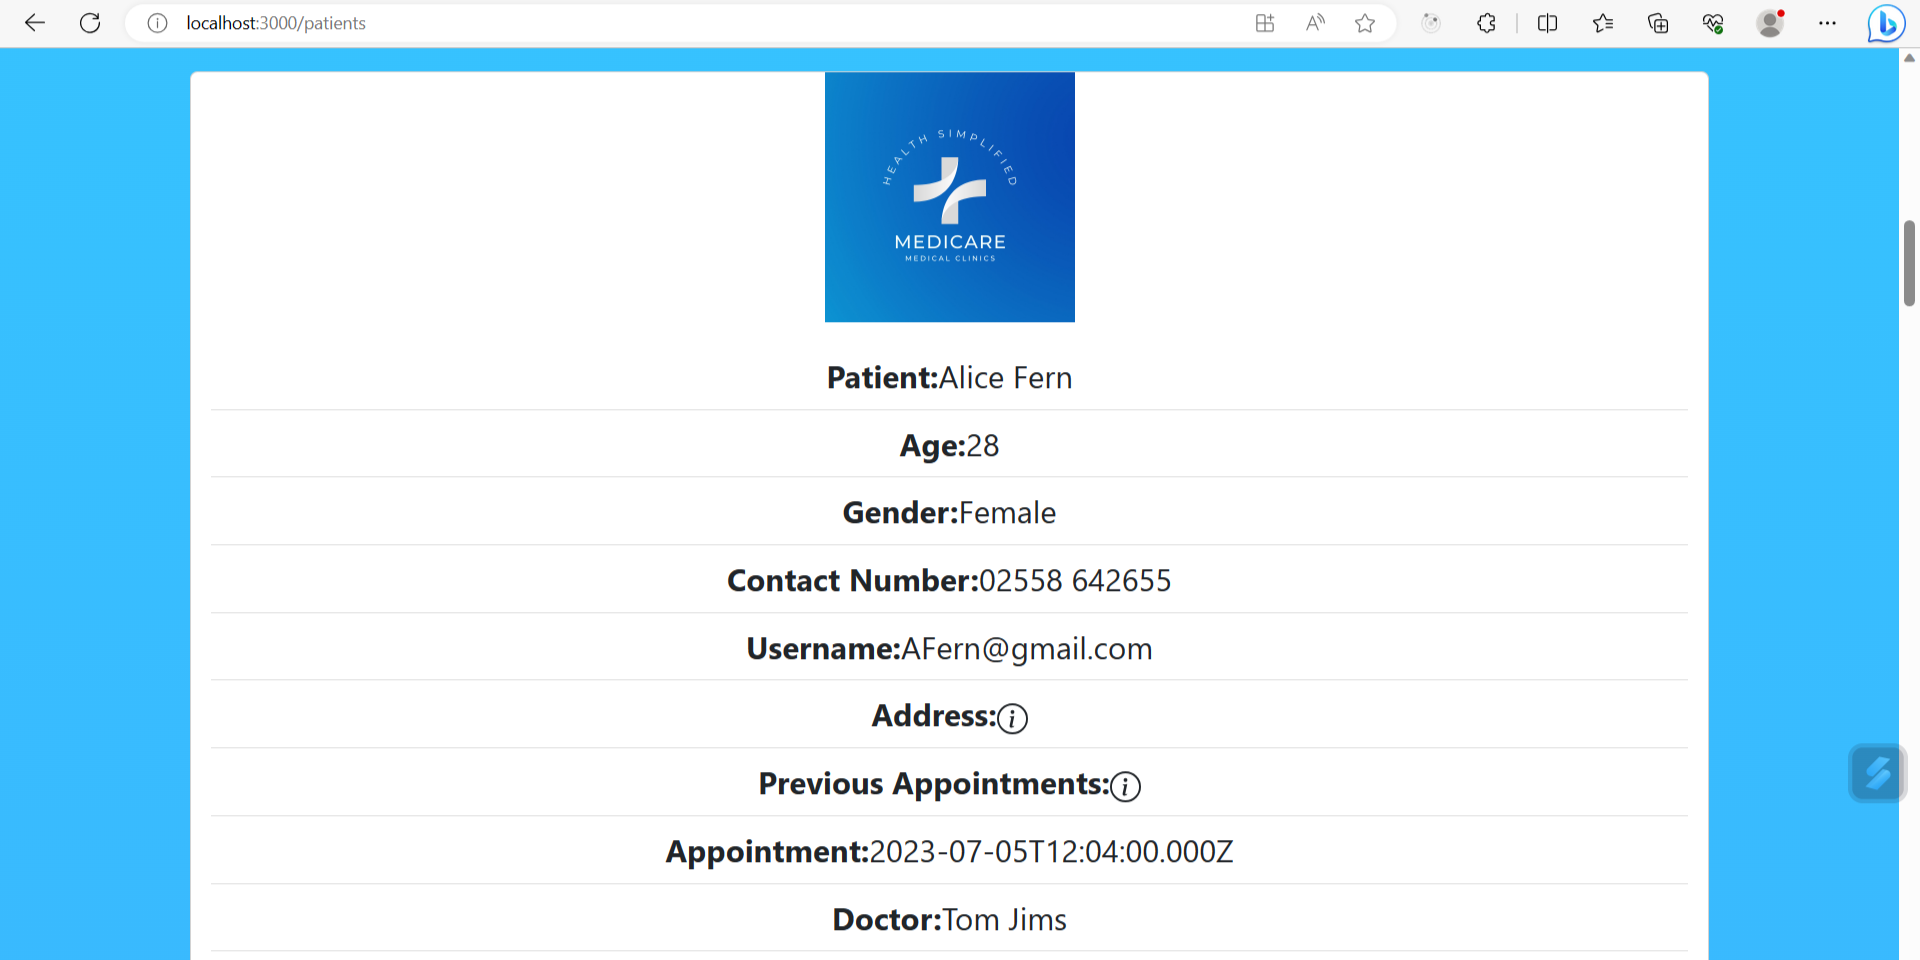 localhost:3000/patients
HEALTH SIMPLIFIED
MEDICARE
MEDICAL CLINICS
Patient:Alice Fern
Age:28
Gender:Female
Contact Number:02558 642655
Username:AFern@gmail.com
Address:
Previous Appointments:
Appointment:2023-07-05T12:04:00.000Z
Doctor:Tom Jims